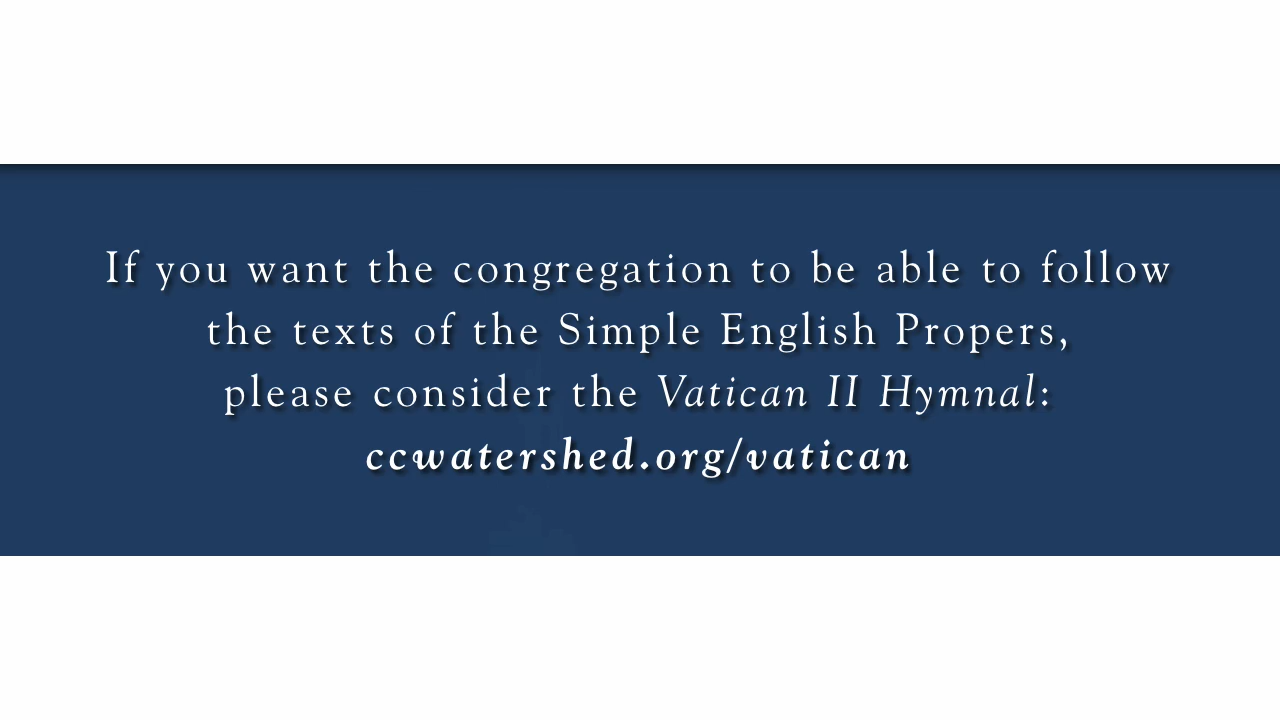 If you want the congregation to be able to follow
the texts of the Simple English Propers,
please consider the Vatican II Hymnal:
ccwatershed.org/vatican